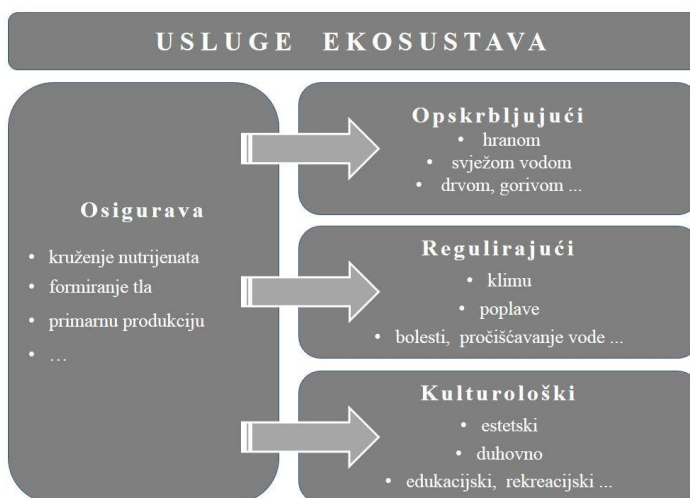 USLUGE EKOSUSTAVA
Osigurava
• kruženje nutrijenata
• formiranje tla
• primarnu produkciju
• …
Opskrbljujući
• hranom
• svježom vodom
• drvom, gorivom ...
Regulirajući
• klimu
• poplave
• bolesti, pročišćavanje vode ...
Kulturološki
• estetski
• duhovno
• edukacijski, rekreacijski ...